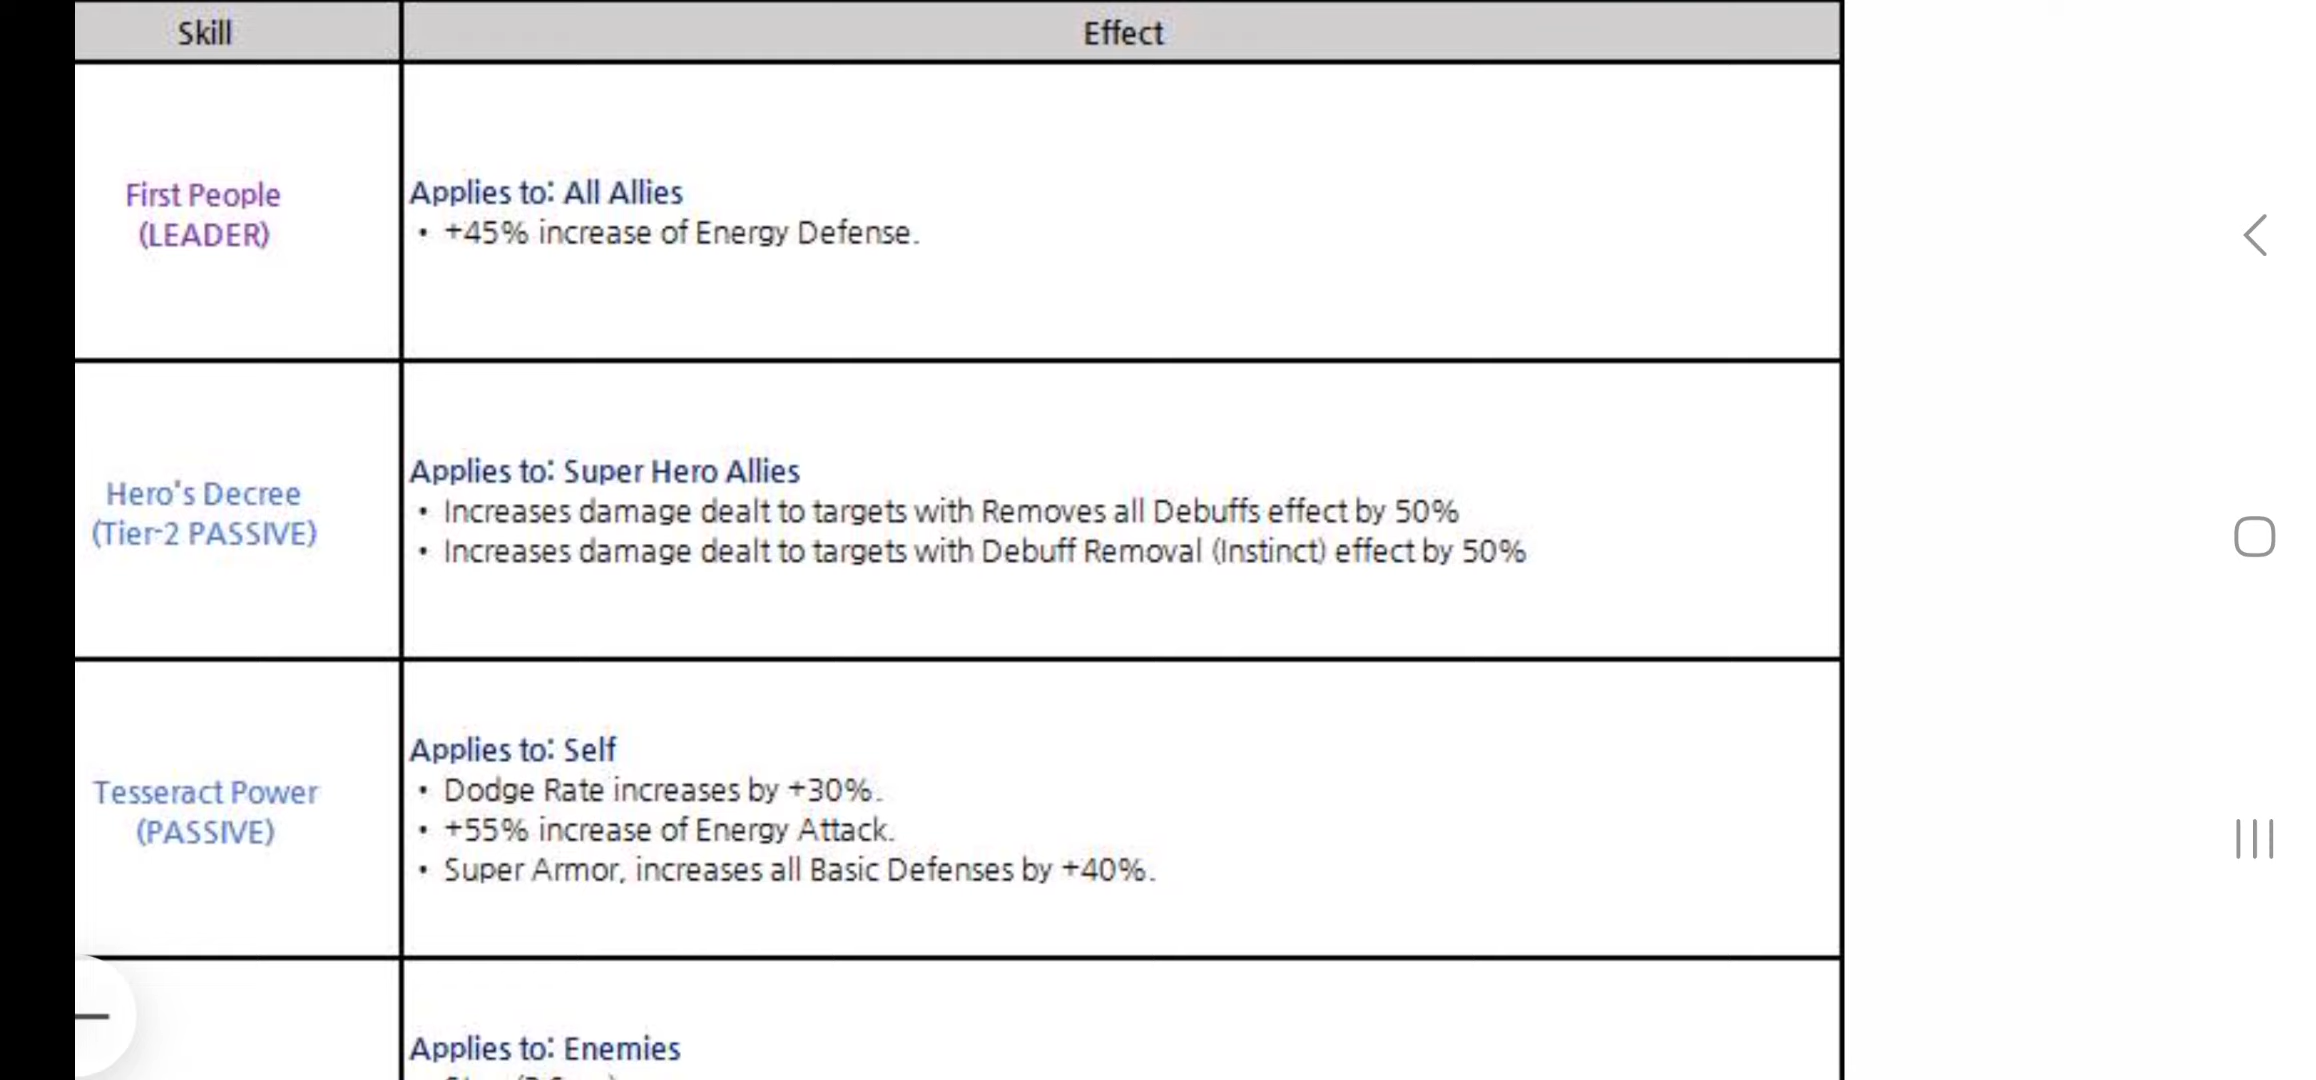 Skill
Effect
First People
(LEADER)
Applies to: All Allies
• +45% increase of Energy Defense.
Hero's Decree
(Tier-2 PASSIVE)
Applies to: Super Hero Allies
• Increases damage dealt to targets with Removes all Debuffs effect by 50%
• Increases damage dealt to targets with Debuff Removal (Instinct) effect by 50%
Tesseract Power
(PASSIVE)
Applies to: Self
• Dodge Rate increases by +30%.
• +55% increase of Energy Attack.
• Super Armor, increases all Basic Defenses by +40%.
Applies to: Enemies